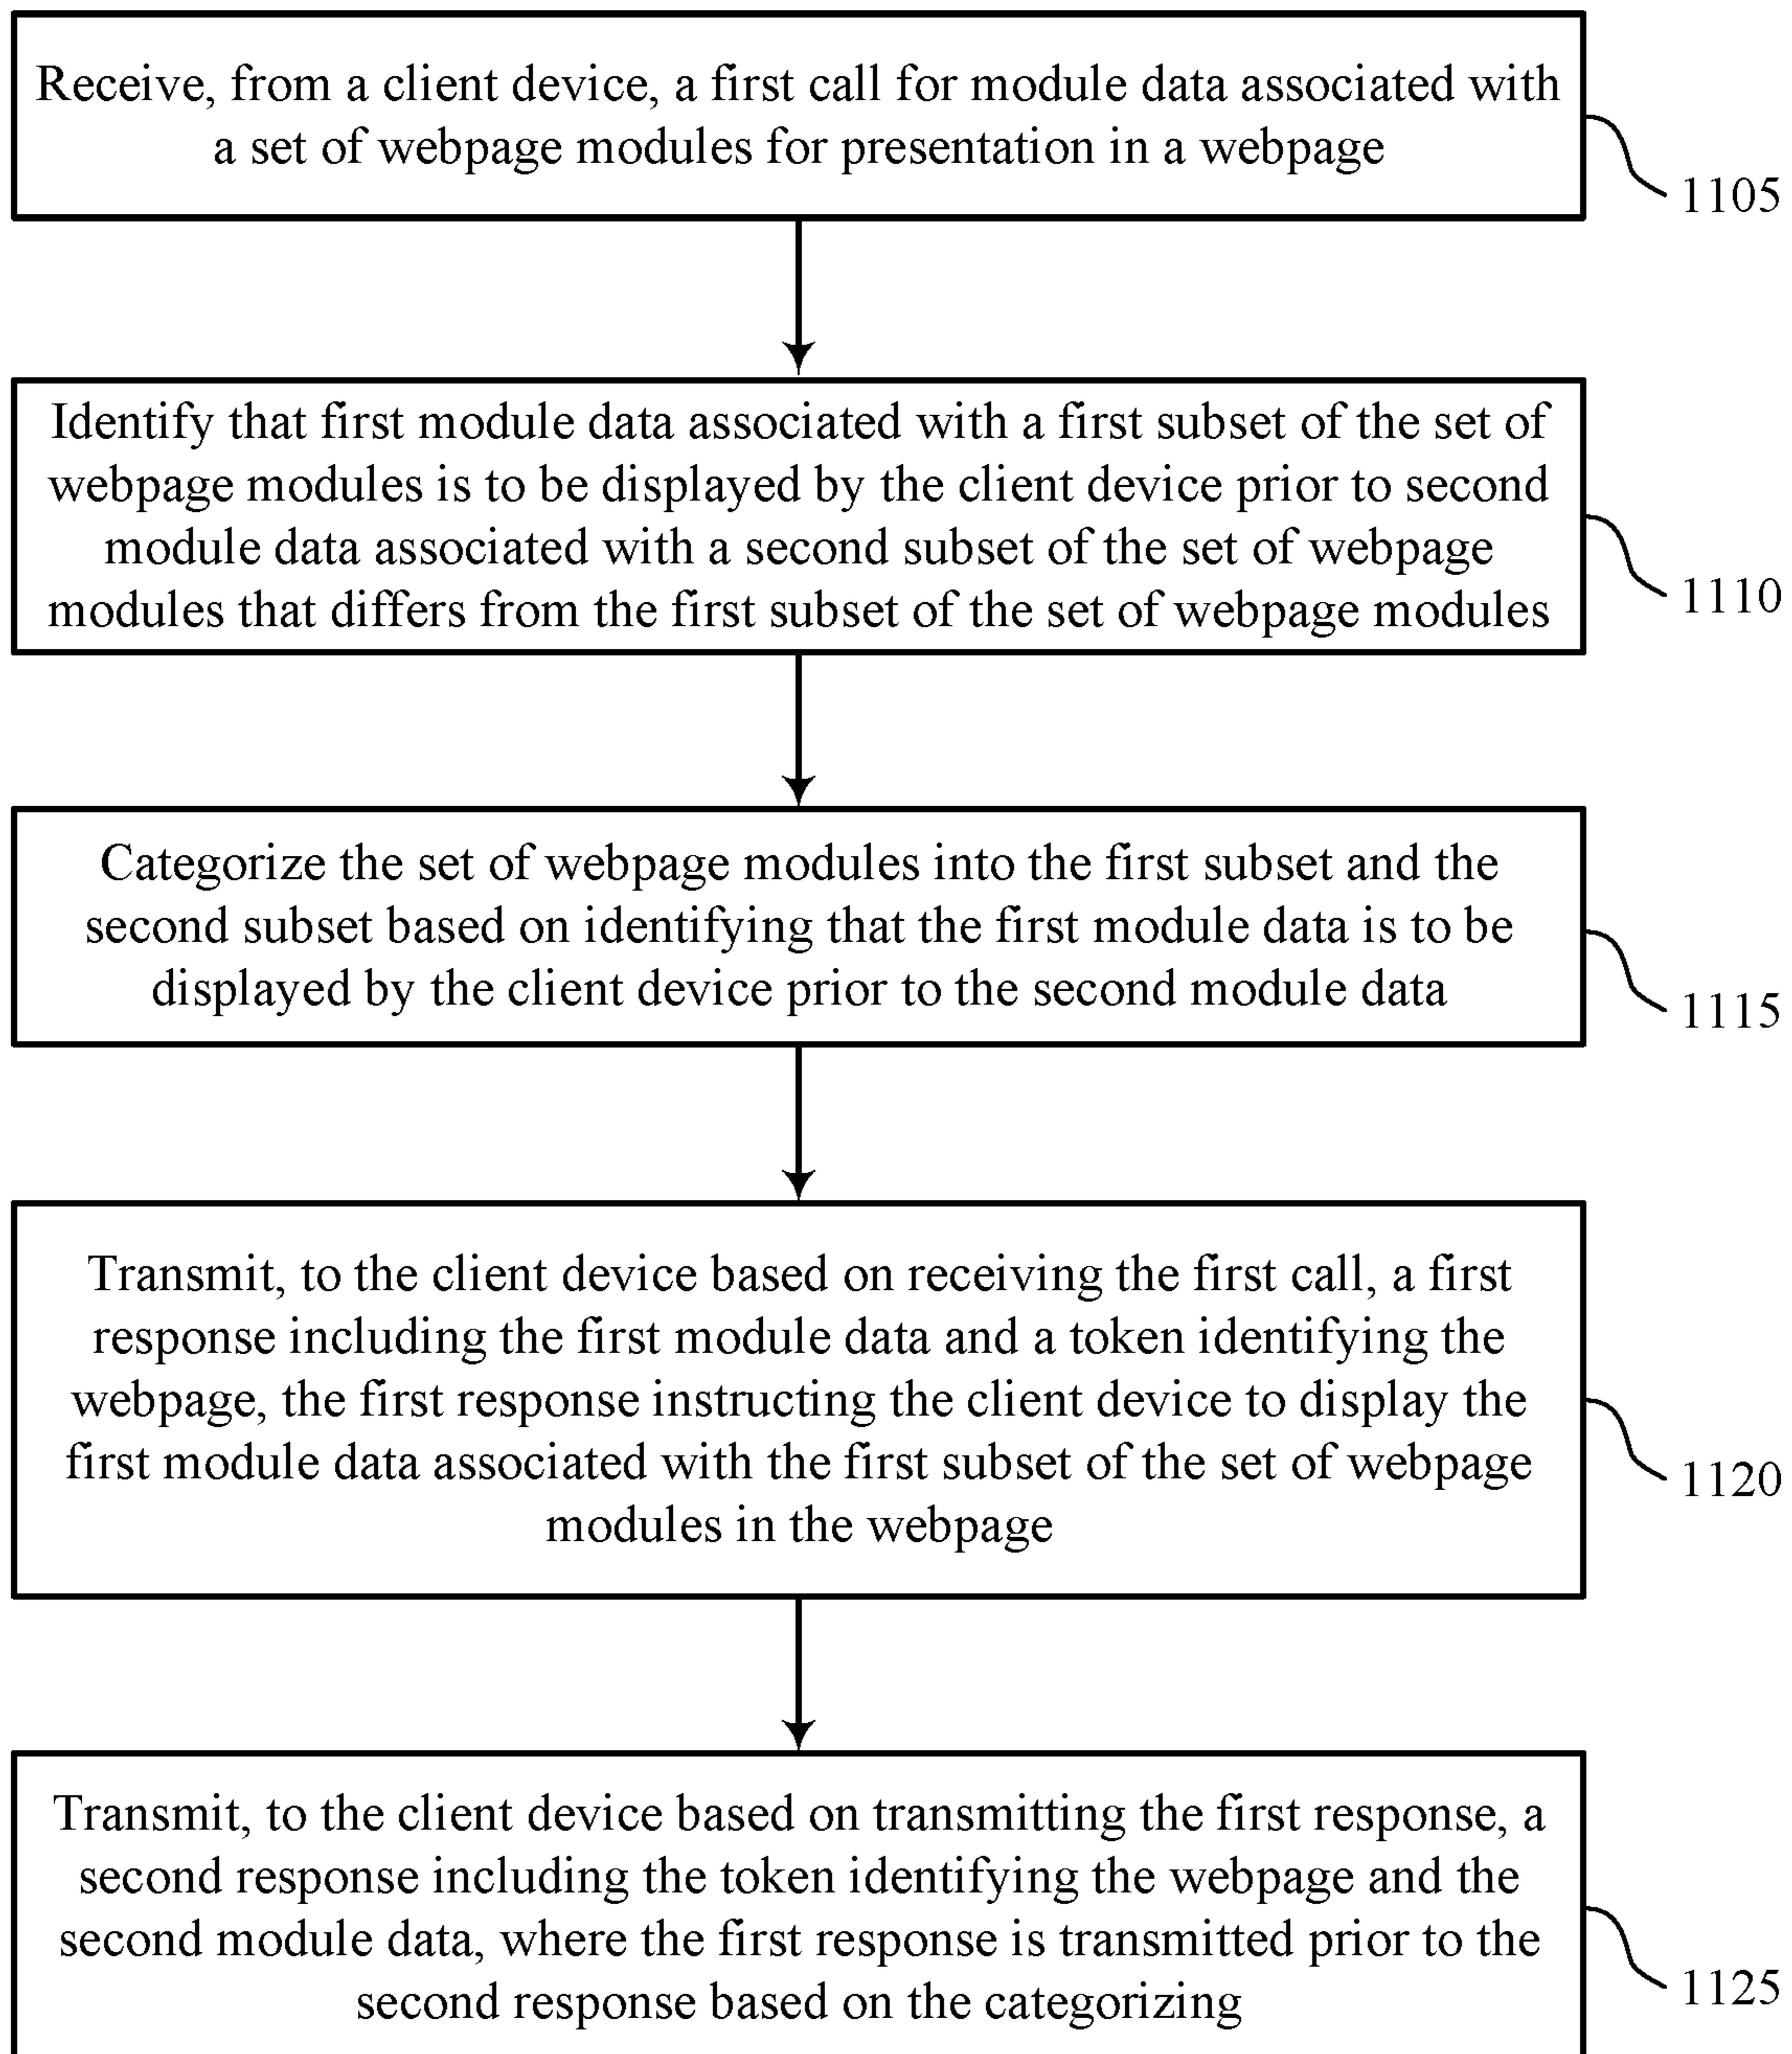 Receive, from a client device, a first call for module data associated with
a set of webpage modules for presentation in a webpage
1105
Identify that first module data associated with a first subset of the set of
webpage modules is to be displayed by the client device prior to second
module data associated with a second subset of the set of webpage
modules that differs from the first subset of the set of webpage modules
1110
Categorize the set of webpage modules into the first subset and the
second subset based on identifying that the first module data is to be
displayed by the client device prior to the second module data
1115
Transmit, to the client device based on receiving the first call, a first
response including the first module data and a token identifying the
webpage, the first response instructing the client device to display the
first module data associated with the first subset of the set of webpage
modules in the webpage
1120
Transmit, to the client device based on transmitting the first response, a
second response including the token identifying the webpage and the
second module data, where the first response is transmitted prior to the
second response based on the categorizing
1125